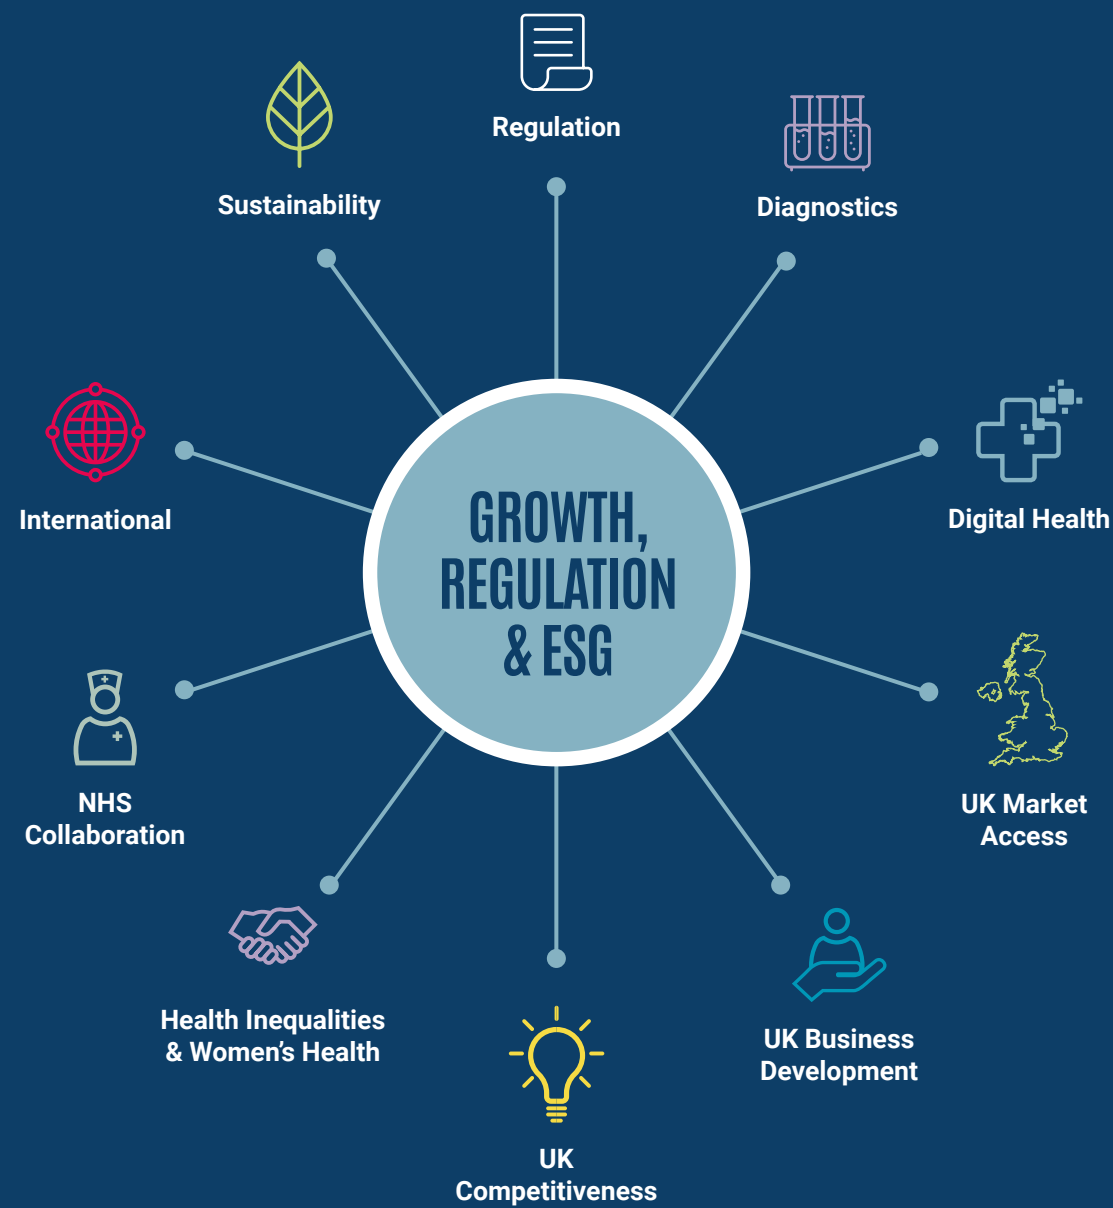 Regulation
Sustainability
Diagnostics
International
Digital Health
GROWTH,
REGULATION
& ESG
NHS
Collaboration
UK Market
Access
Health Inequalities
& Women’s Health
UK Business
Development
UK
Competitiveness